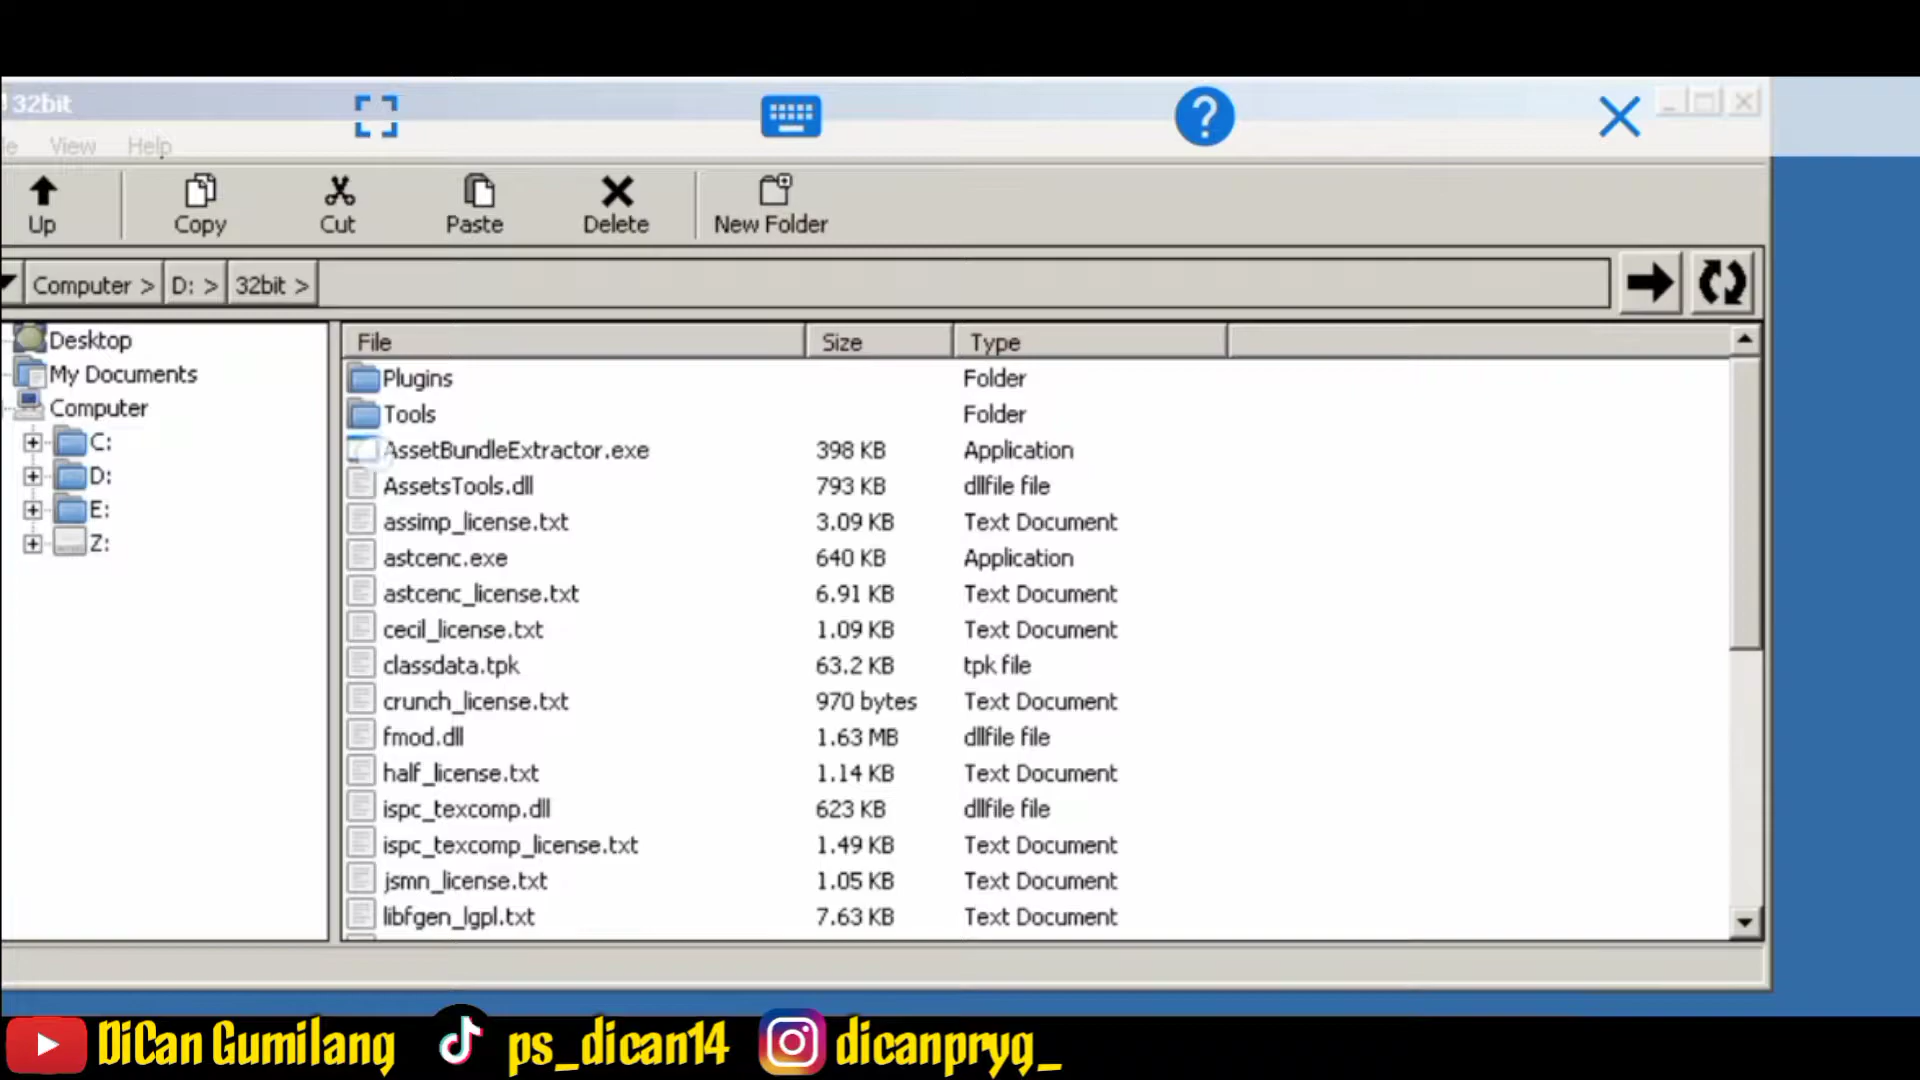 32bit
View Help
Up Copy Cut Paste Delete New Folder
Computer > D: > 32bit >
Desktop
My Documents
Computer
C:
D:
E:
Z:
File Size Type
Plugins Folder
Tools Folder
AssetBundleExtractor.exe 398 KB Application
AssetsTools.dll 793 KB dllfile file
assimp_license.txt 3.09 KB Text Document
astcenc.exe 640 KB Application
astcenc_license.txt 6.91 KB Text Document
cecil_license.txt 1.09 KB Text Document
classdata.tpk 63.2 KB tpk file
crunch_license.txt 970 bytes Text Document
fmod.dll 1.63 MB dllfile file
half_license.txt 1.14 KB Text Document
ispc_texcomp.dll 623 KB dllfile file
ispc_texcomp_license.txt 1.49 KB Text Document
jsmn_license.txt 1.05 KB Text Document
libfgen_lgpl.txt 7.63 KB Text Document
DiCan Gumilang ps_dican14 dicanpryg_